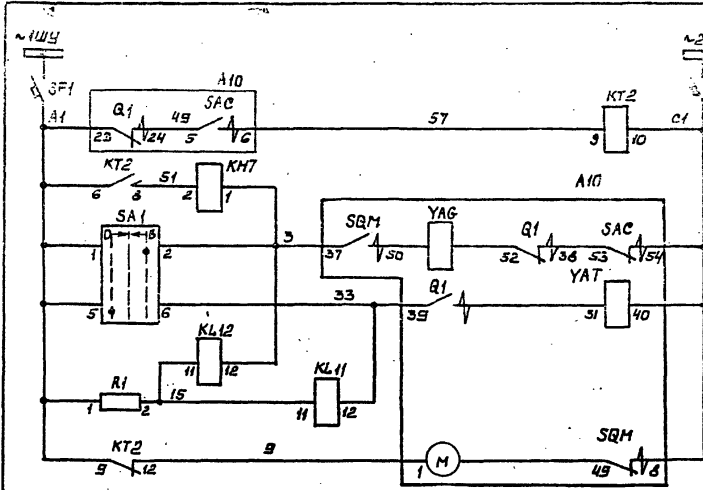 ~1ШУ ~2
SF1 A10
A1 Q1 49 SAC 57 KT2 C1
23 24 5 6 9 10
KT2 51 KH7 A10
6 8 2 1
SA1 SQM YAG Q1 SAC
O B
1 2 3 37 50 52 38 53 54
33 Q1 YAT
5 6 39 31 40
KL12
11 12 KL11
R1 15
1 2 11 12
KT2 9 SQM
9 12 1 M 49 8